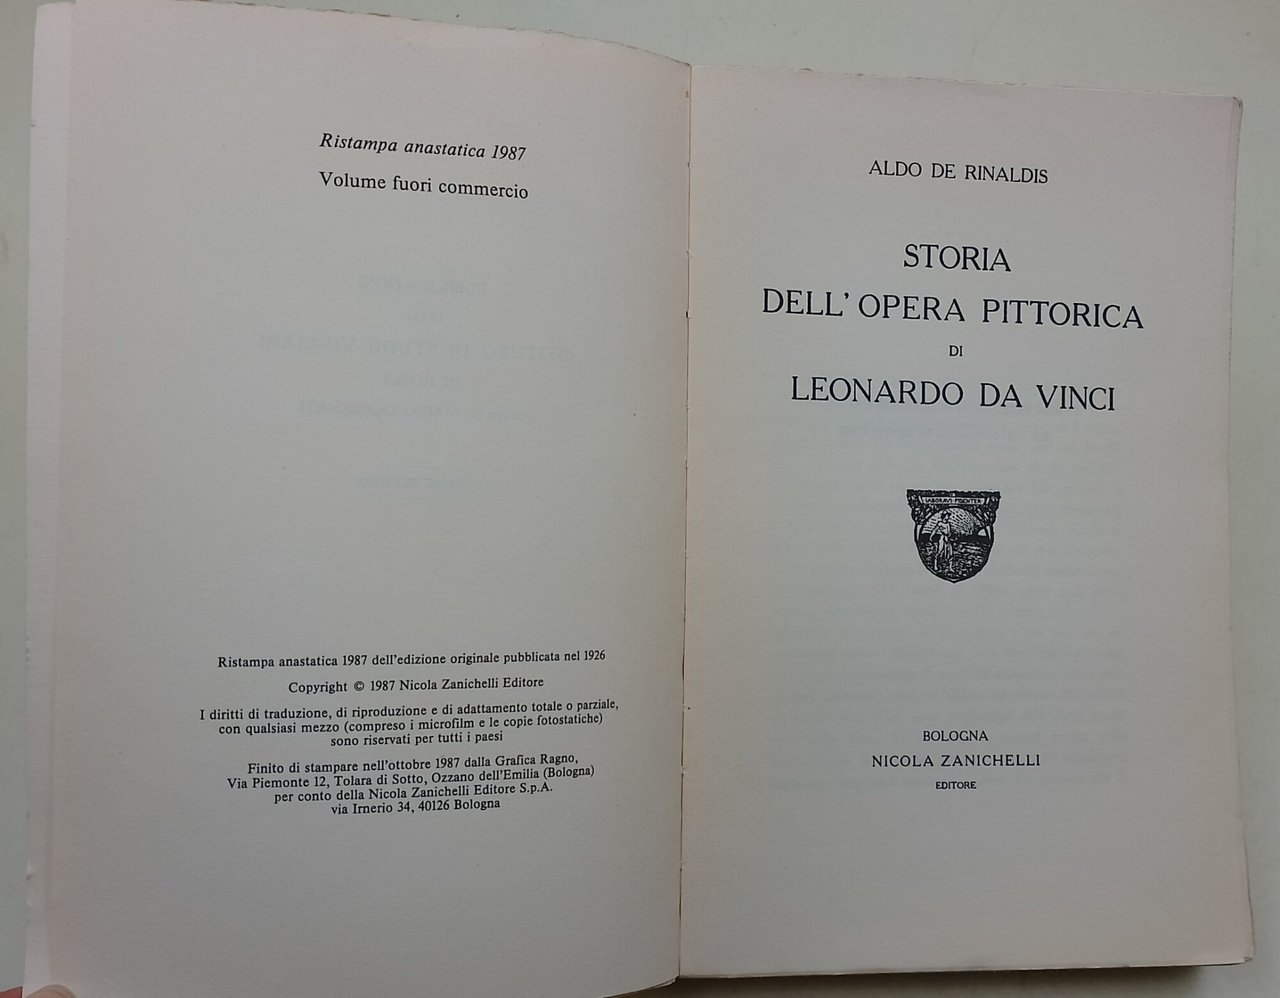 Ristampa anastatica 1987
Volume fuori commercio
Ristampa anastatica 1987 dell'edizione originale pubblicata nel 1926
Copyright © 1987 Nicola Zanichelli Editore
I diritti di traduzione, di riproduzione e di adattamento totale o parziale,
con qualsiasi mezzo (compreso i microfilm e le copie fotostatiche)
sono riservati per tutti i paesi
Finito di stampare nell'ottobre 1987 dalla Grafica Ragno,
Via Piemonte 12, Tolara di Sotto, Ozzano dell'Emilia (Bologna)
per conto della Nicola Zanichelli Editore S.p.A.
via Irnerio 34, 40126 Bologna
ALDO DE RINALDIS
STORIA
DELL'OPERA PITTORICA
DI
LEONARDO DA VINCI
LABORAVI FIDENTER
BOLOGNA
NICOLA ZANICHELLI
EDITORE